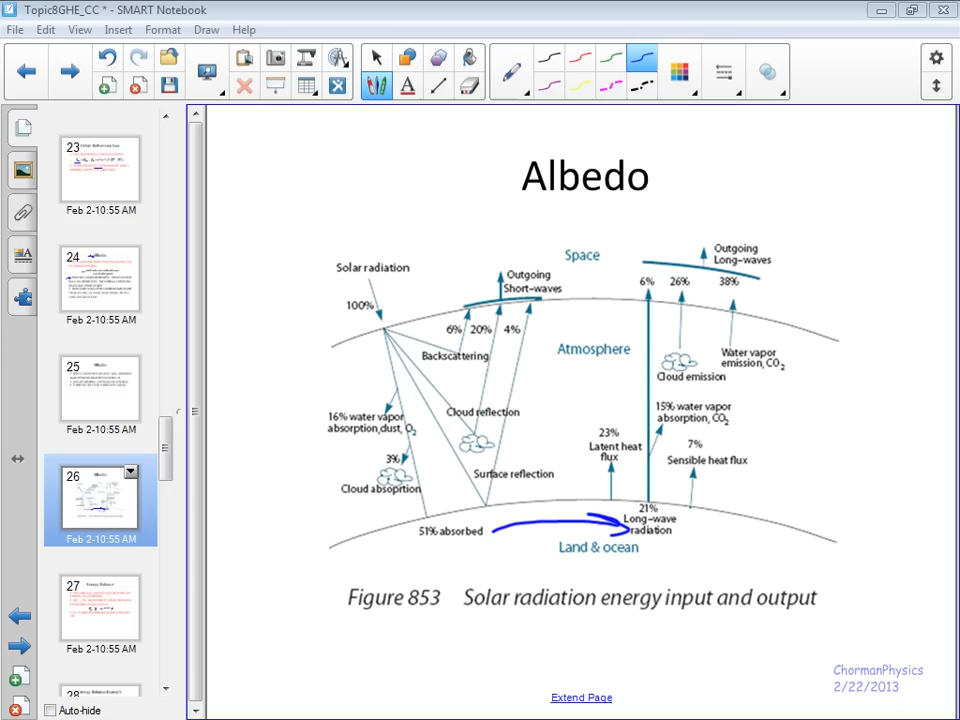 Topic8GHE_CC * - SMART Notebook
File Edit View Insert Format Draw Help
23
Feb 2-10:55 AM
24
Feb 2-10:55 AM
25
Feb 2-10:55 AM
26
Feb 2-10:55 AM
27
Feb 2-10:55 AM
28
Auto-hide
Albedo
Space
Solar radiation
100%
Outgoing
Short-waves
6% 20% 4%
Backscattering
Outgoing
Long-waves
6% 26% 38%
Atmosphere
Cloud emission
Water vapor
emission, CO2
16% water vapor
absorption,dust, O2
3%
Cloud absoprtion
Cloud reflection
Surface reflection
15% water vapor
absorption, CO2
23%
Latent heat
flux
7%
Sensible heat flux
51% absorbed
21%
Long-wave
radiation
Land & ocean
Figure 853 Solar radiation energy input and output
ChormanPhysics
2/22/2013
Extend Page